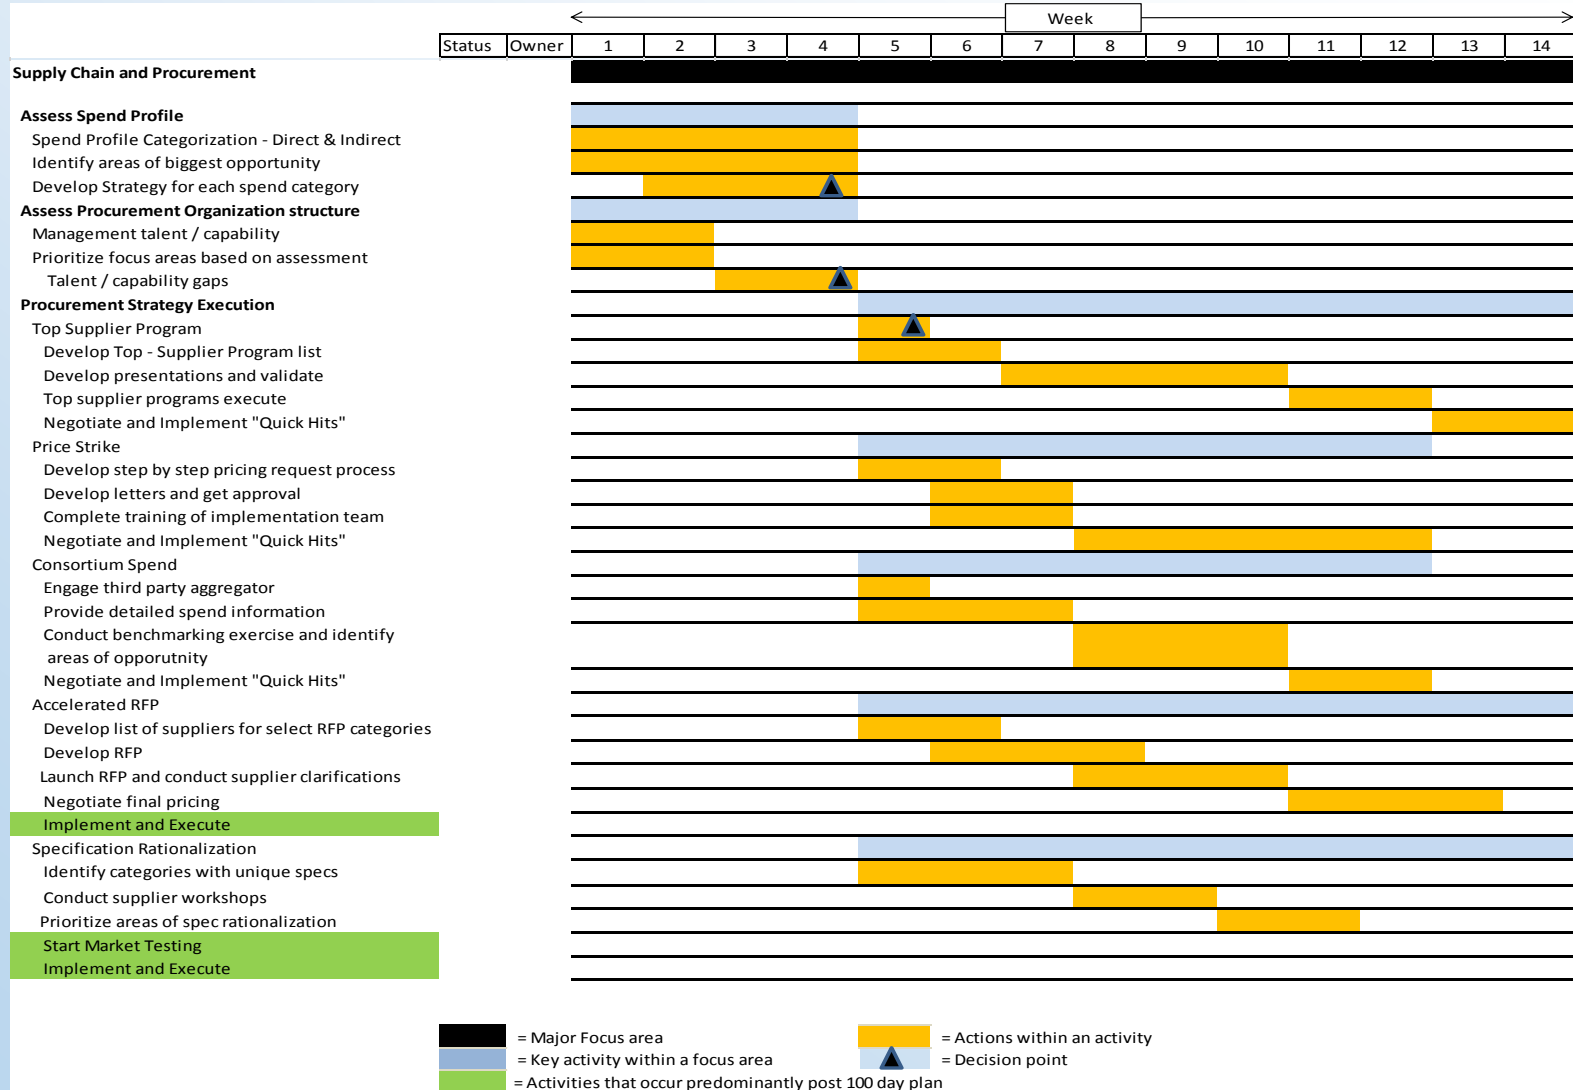 Week
Status Owner 1 2 3 4 5 6 7 8 9 10 11 12 13 14
Supply Chain and Procurement
Assess Spend Profile
Spend Profile Categorization - Direct & Indirect
Identify areas of biggest opportunity
Develop Strategy for each spend category
Assess Procurement Organization structure
Management talent / capability
Prioritize focus areas based on assessment
Talent / capability gaps
Procurement Strategy Execution
Top Supplier Program
Develop Top - Supplier Program list
Develop presentations and validate
Top supplier programs execute
Negotiate and Implement "Quick Hits"
Price Strike
Develop step by step pricing request process
Develop letters and get approval
Complete training of implementation team
Negotiate and Implement "Quick Hits"
Consortium Spend
Engage third party aggregator
Provide detailed spend information
Conduct benchmarking exercise and identify
areas of opporutnity
Negotiate and Implement "Quick Hits"
Accelerated RFP
Develop list of suppliers for select RFP categories
Develop RFP
Launch RFP and conduct supplier clarifications
Negotiate final pricing
Implement and Execute
Specification Rationalization
Identify categories with unique specs
Conduct supplier workshops
Prioritize areas of spec rationalization
Start Market Testing
Implement and Execute
= Major Focus area = Actions within an activity
= Key activity within a focus area = Decision point
= Activities that occur predominantly post 100 day plan